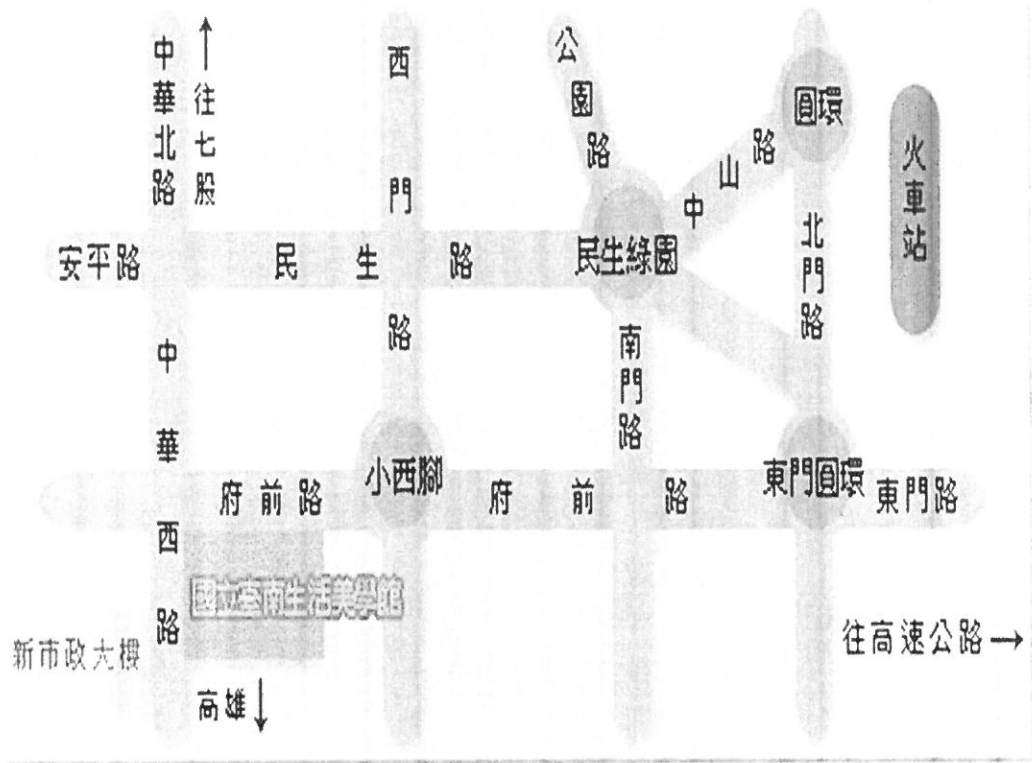 中華北路
↑往七股
西門路
公園路
中山路
圓環
火車站
北門路
安平路
民生路
民生綠園
南門路
中華西路
府前路
小西腳
府前路
東門圓環
東門路
國立臺南生活美學館
新市政大樓
往高速公路→
高雄↓